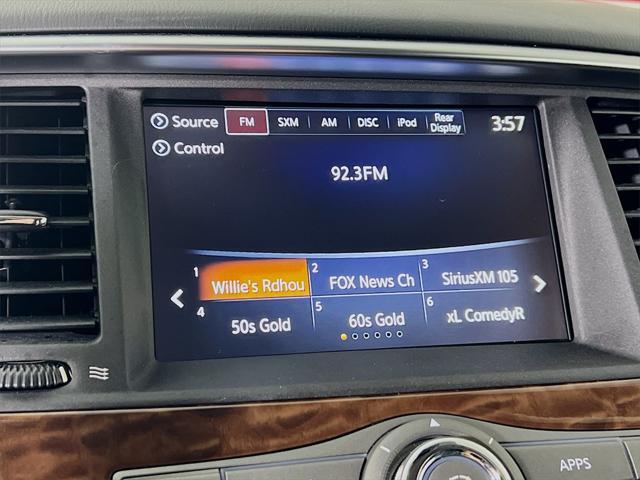 Source FM SXM AM DISC iPod Rear Display 3:57
Control
92.3FM
1 Willie's Rdhou 2 FOX News Ch 3 SiriusXM 105
4 50s Gold 5 60s Gold 6 xL ComedyR
APPS